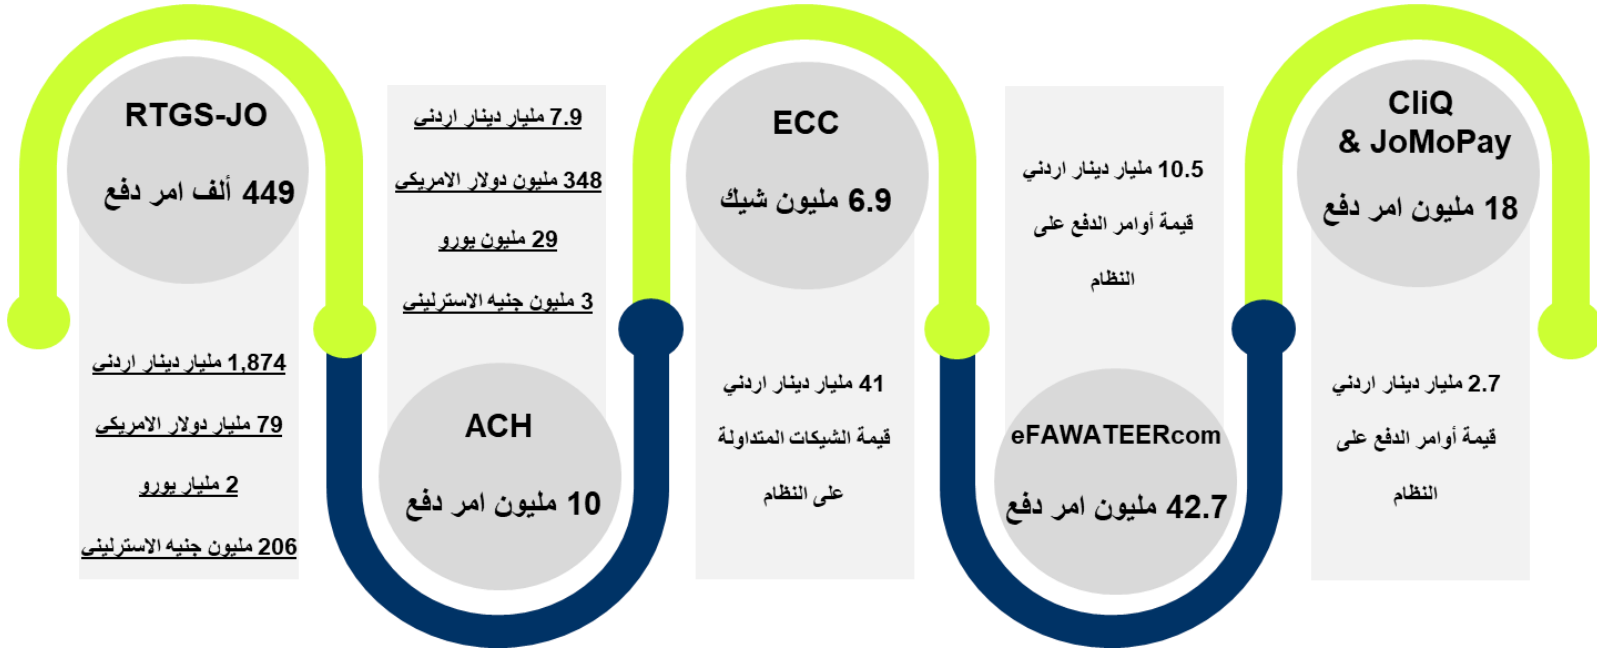 RTGS-JO
449 ألف امر دفع
1,874 مليار دينار اردني
79 مليار دولار الامريكي
2 مليار يورو
206 مليون جنيه الاسترليني
7.9 مليار دينار اردني
348 مليون دولار الامريكي
29 مليون يورو
3 مليون جنيه الاسترليني
ACH
10 مليون امر دفع
ECC
6.9 مليون شيك
41 مليار دينار اردني
قيمة الشيكات المتداولة
على النظام
10.5 مليار دينار اردني
قيمة أوامر الدفع على
النظام
eFAWATEERcom
42.7 مليون امر دفع
CliQ
& JoMoPay
18 مليون امر دفع
2.7 مليار دينار اردني
قيمة أوامر الدفع على
النظام